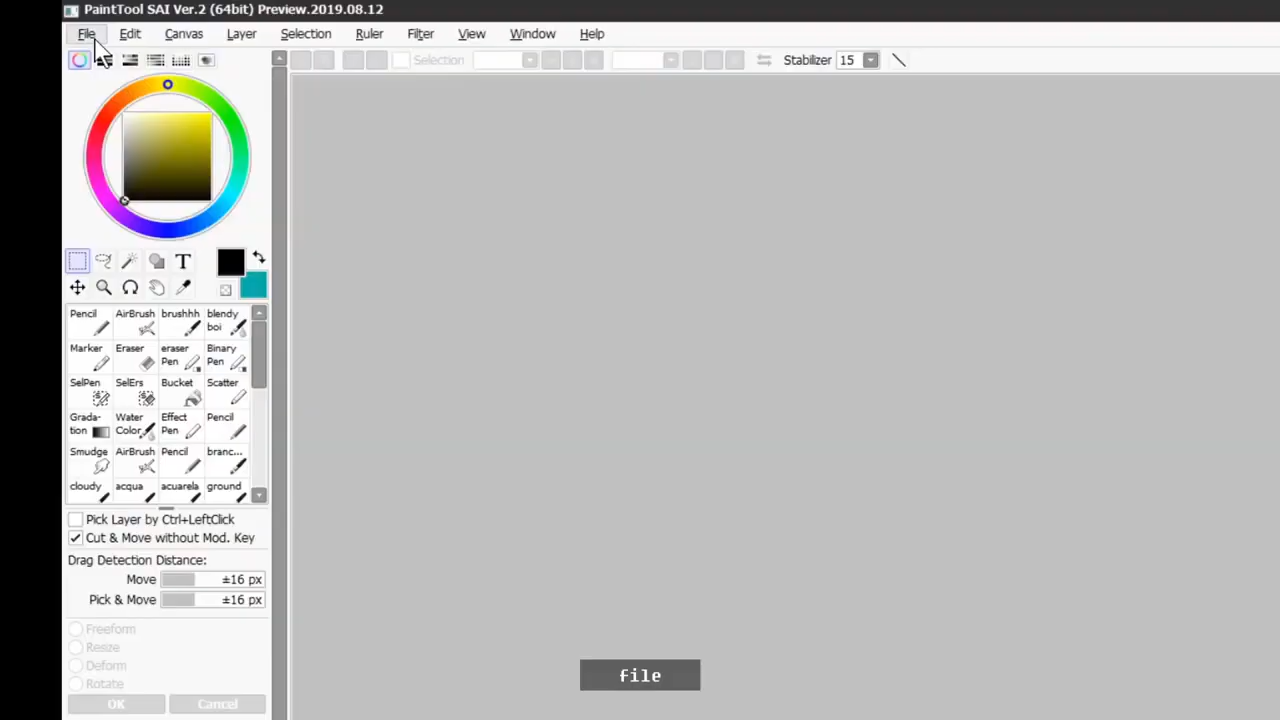 PaintTool SAI Ver.2 (64bit) Preview.2019.08.12
File Edit Canvas Layer Selection Ruler Filter View Window Help
Selection Stabilizer 15
T
Pencil AirBrush brushhh blendy boi
Marker Eraser eraser Pen Binary Pen
SelPen SelErs Bucket Scatter
Grada-tion Water Color Effect Pen Pencil
Smudge AirBrush Pencil branc...
cloudy acqua acuarela ground
Pick Layer by Ctrl+LeftClick
Cut & Move without Mod. Key
Drag Detection Distance:
Move ±16 px
Pick & Move ±16 px
Freeform
Resize
Deform
Rotate
OK Cancel
file